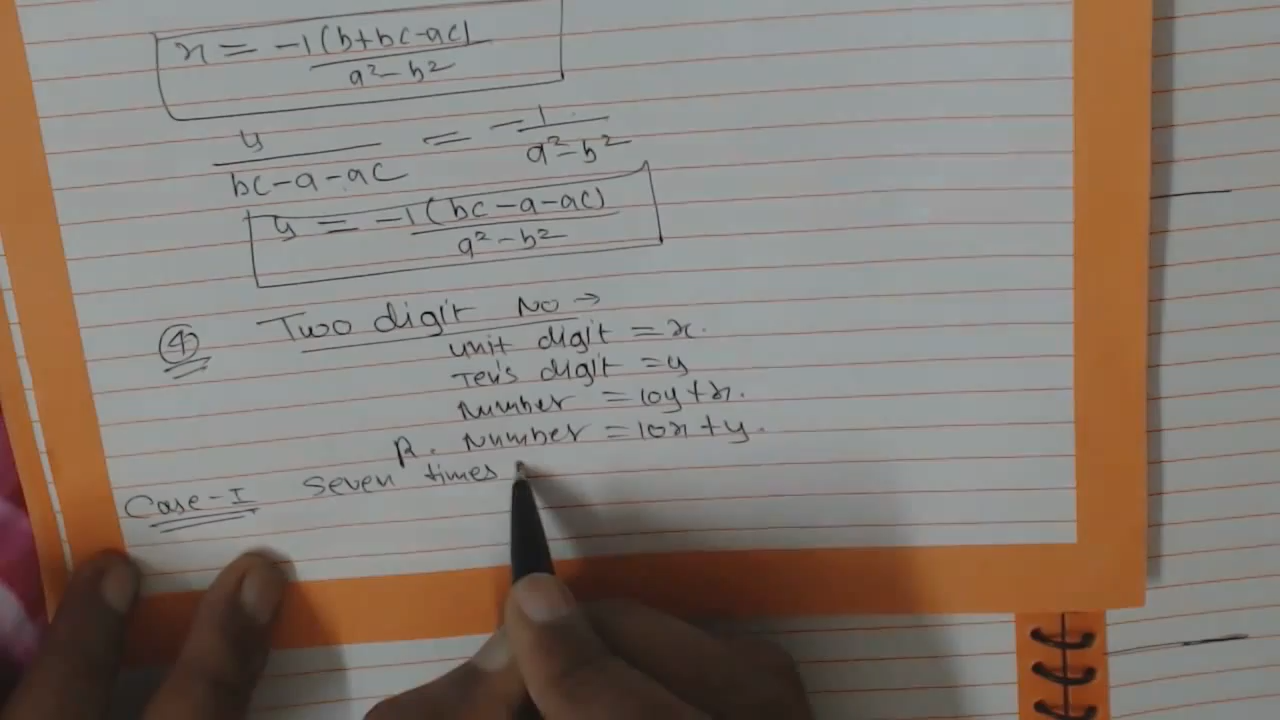 x = -1(b+bc-ac)
a²-b²
y = -1
bc-a-ac a²-b²
y = -1(bc-a-ac)
a²-b²
④ Two digit No →
unit digit = x.
Ten's digit = y
Number = 10y+x.
R. Number = 10x+y.
Case-I Seven times